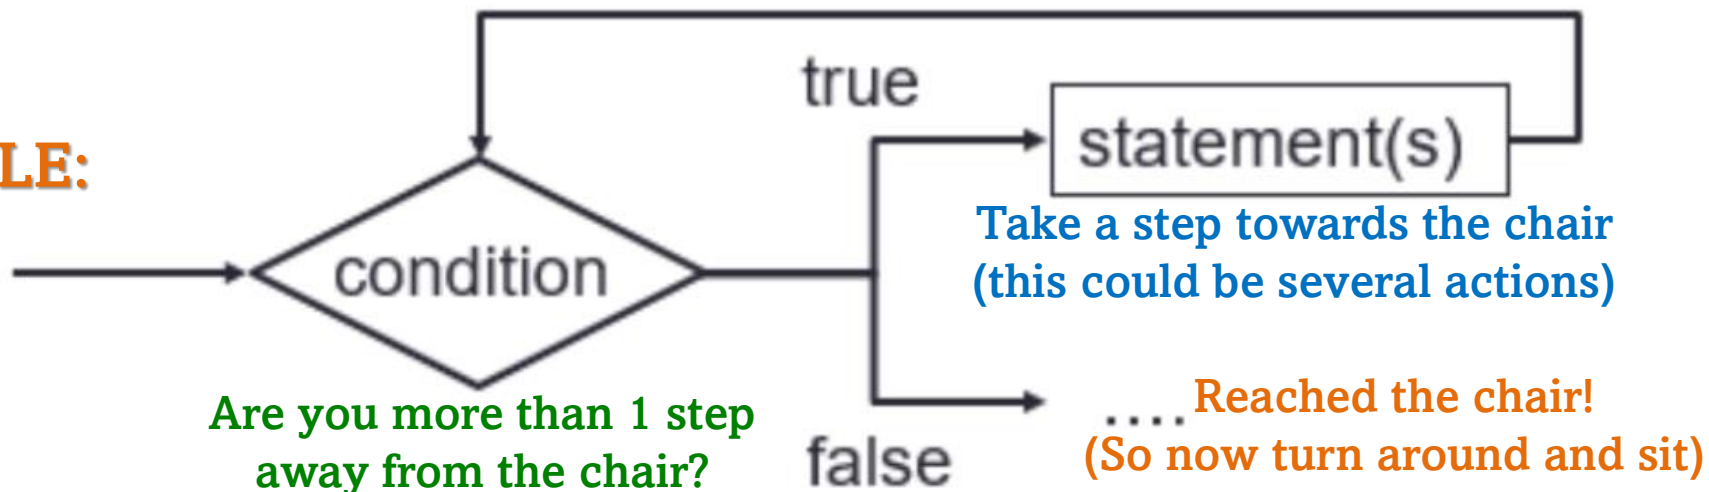 true
statement(s)
LE:
Take a step towards the chair
(this could be several actions)
condition
Are you more than 1 step
away from the chair?
false
.... Reached the chair!
(So now turn around and sit)